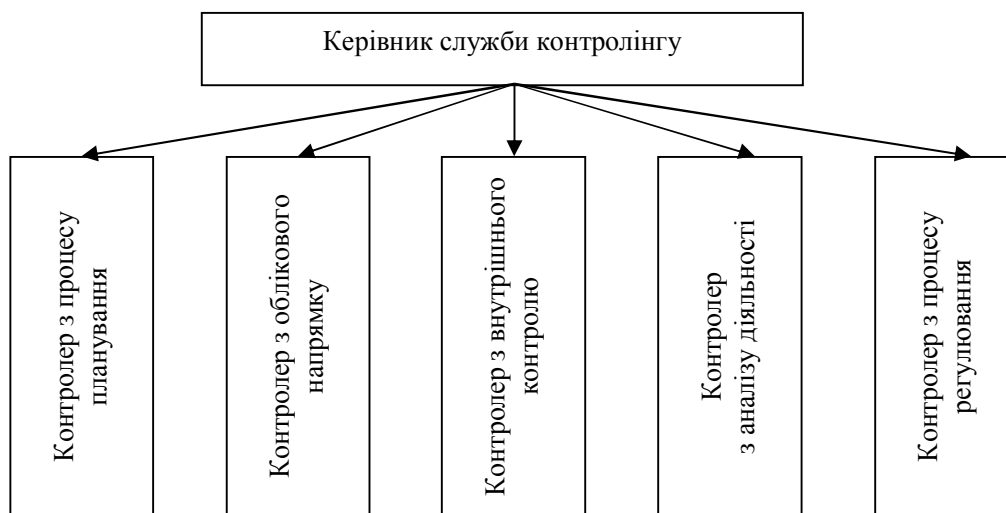 Керівник служби контролінгу
Контролер з процесу
планування
Контролер з облікового
напрямку
Контролер з внутрішнього
контролю
Контролер
з аналізу діяльності
Контролер з процесу
регулювання